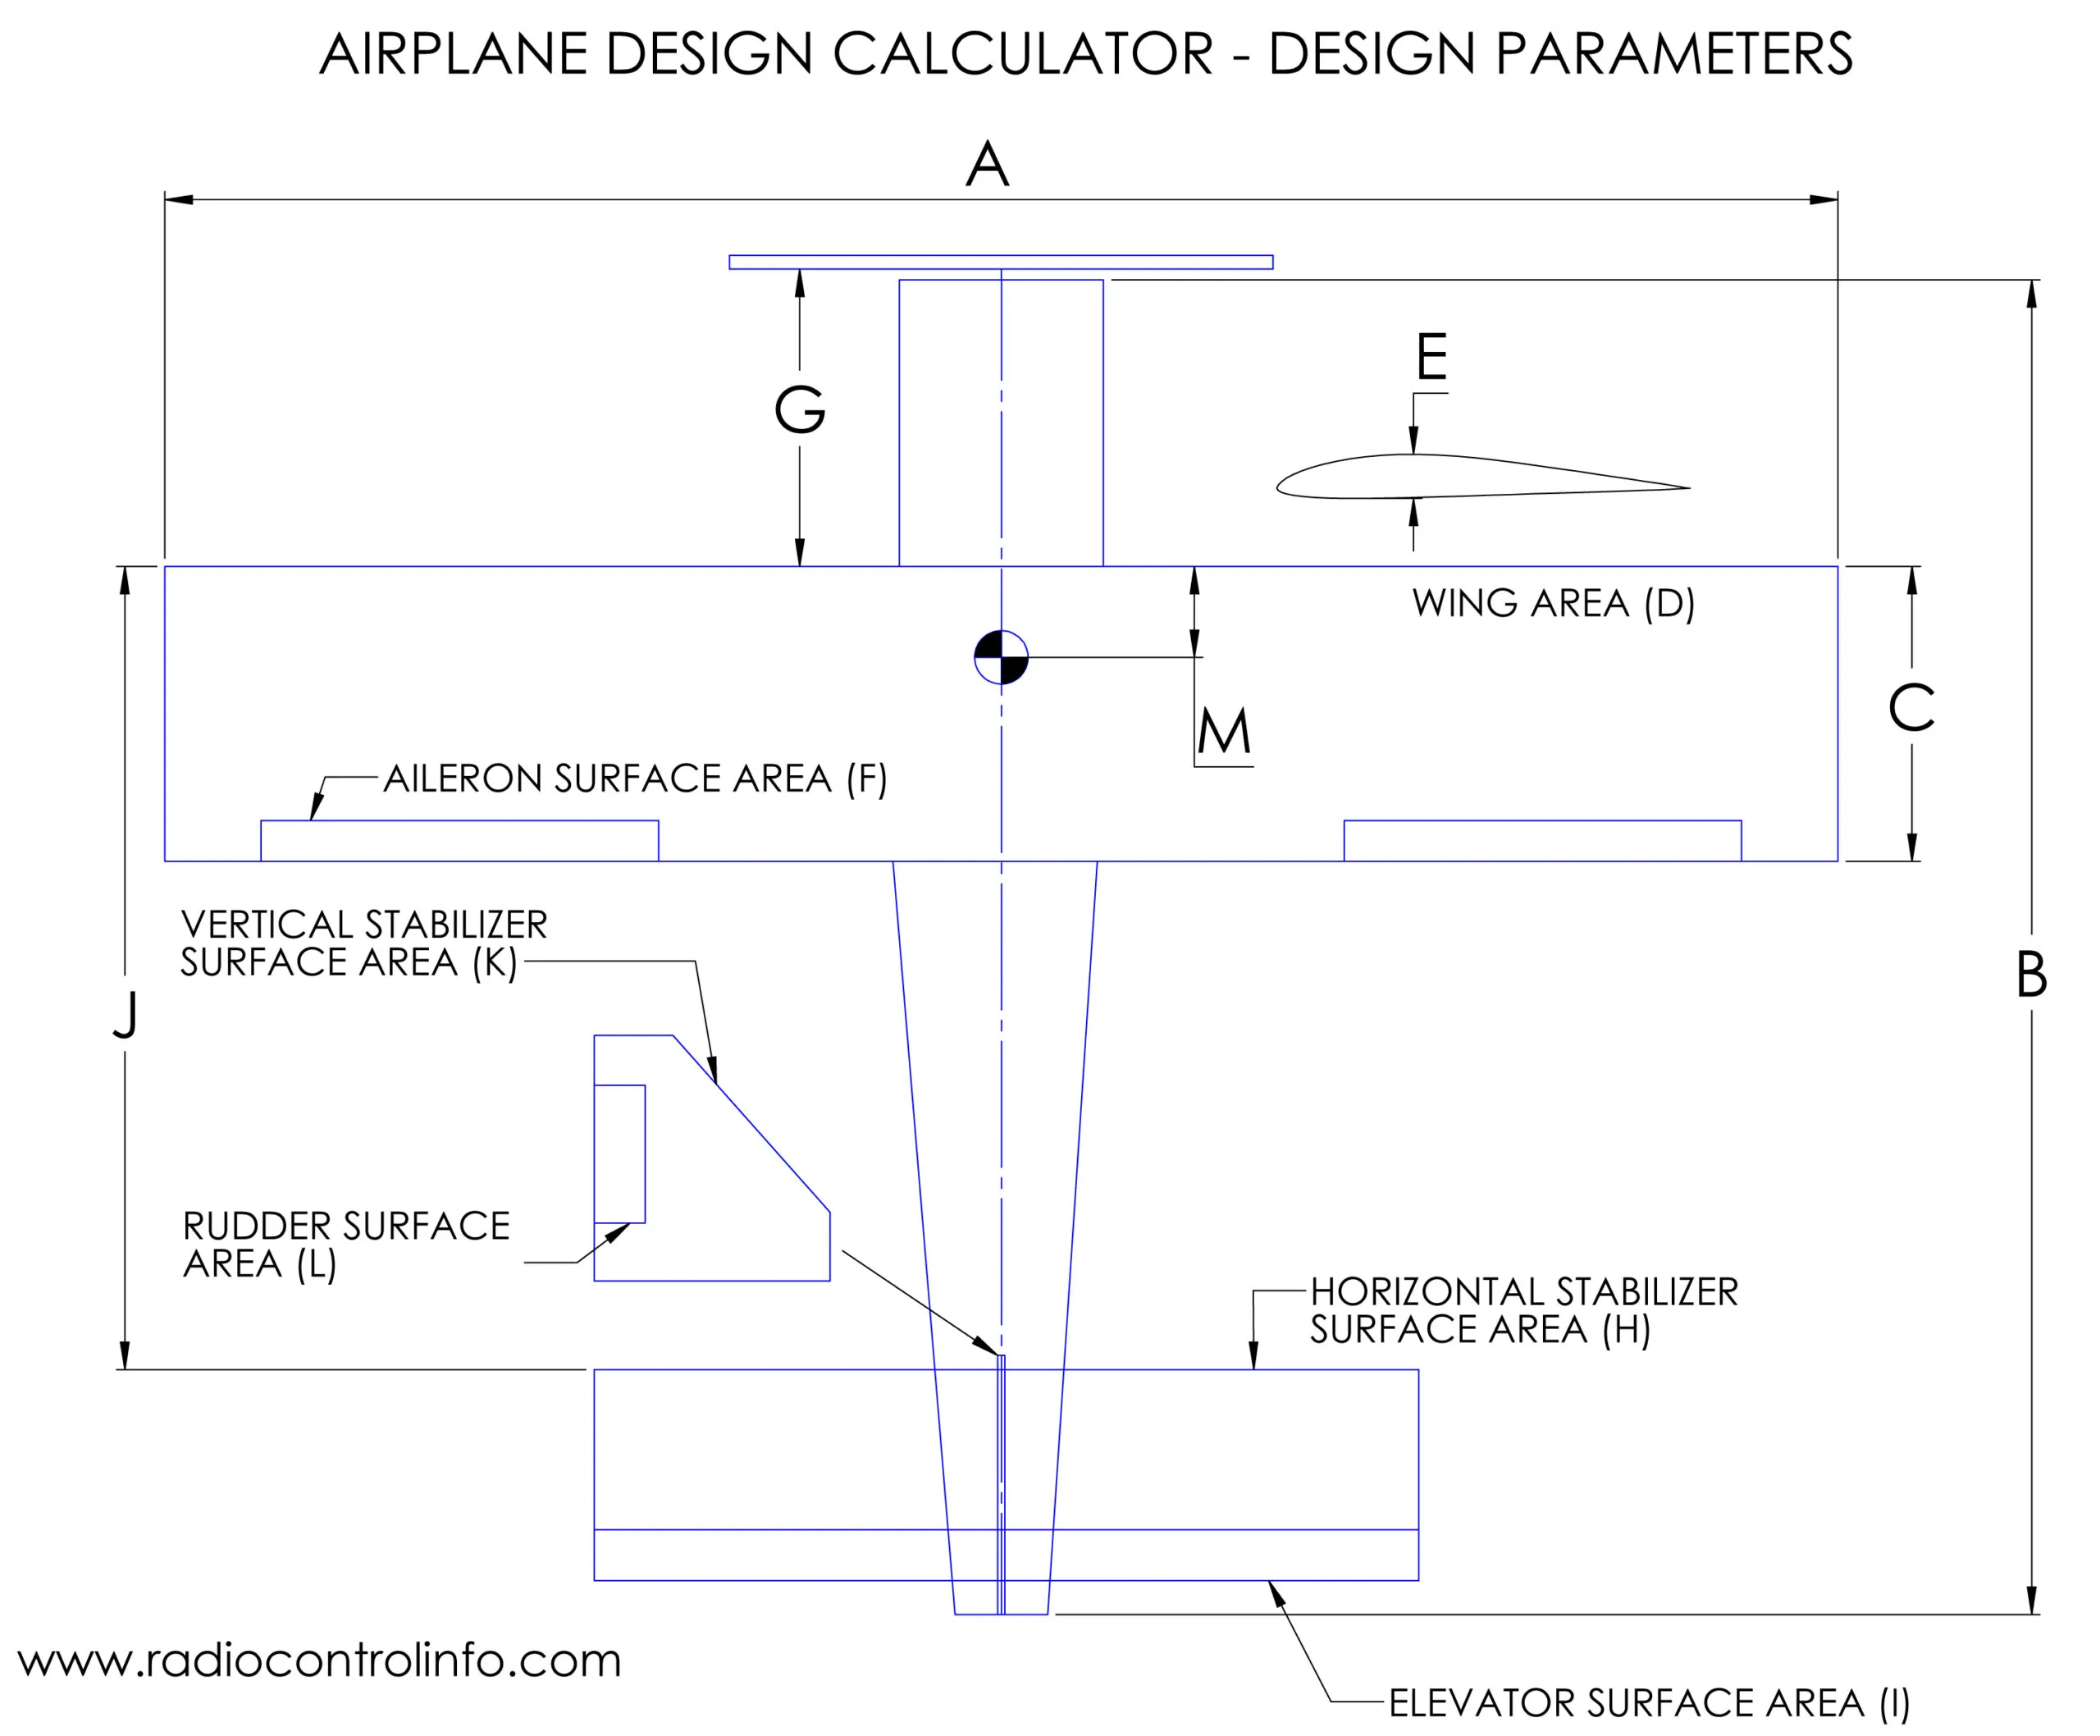 AIRPLANE DESIGN CALCULATOR - DESIGN PARAMETERS
A
E
G
WING AREA (D)
M
C
AILERON SURFACE AREA (F)
VERTICAL STABILIZER
SURFACE AREA (K)
B
J
RUDDER SURFACE
AREA (L)
HORIZONTAL STABILIZER
SURFACE AREA (H)
www.radiocontrolinfo.com
ELEVATOR SURFACE AREA (I)